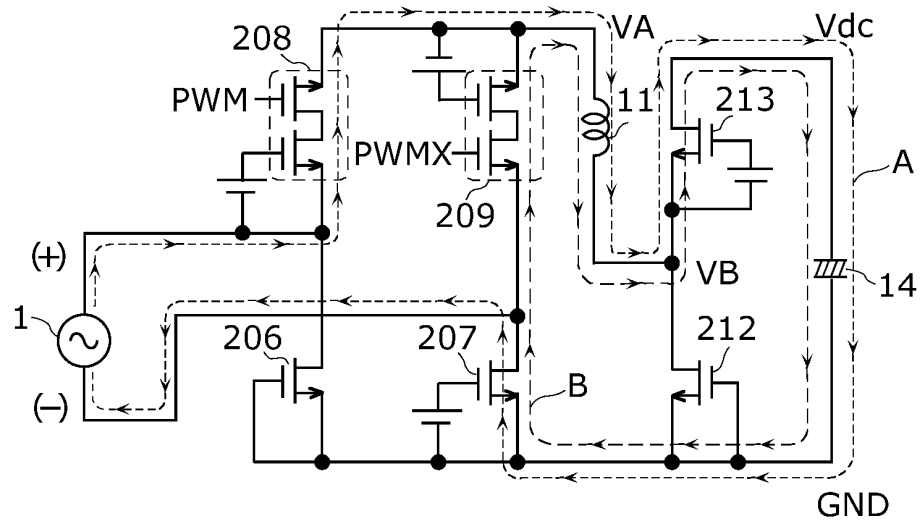 VA
Vdc
208
PWM
11
213
PWMX
A
209
(+)
VB
14
1
206
207
212
(−)
B
GND